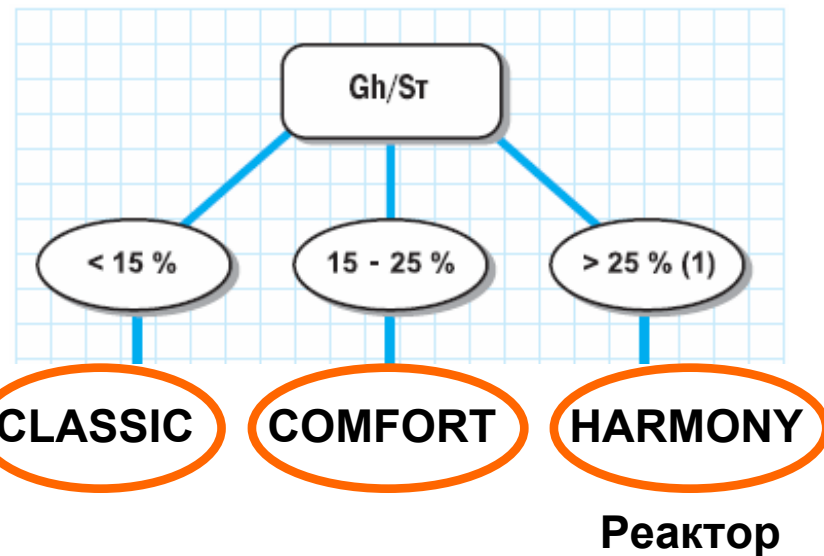 Gh/Sт
< 15 %
15 - 25 %
> 25 % (1)
CLASSIC
COMFORT
HARMONY
Реактор